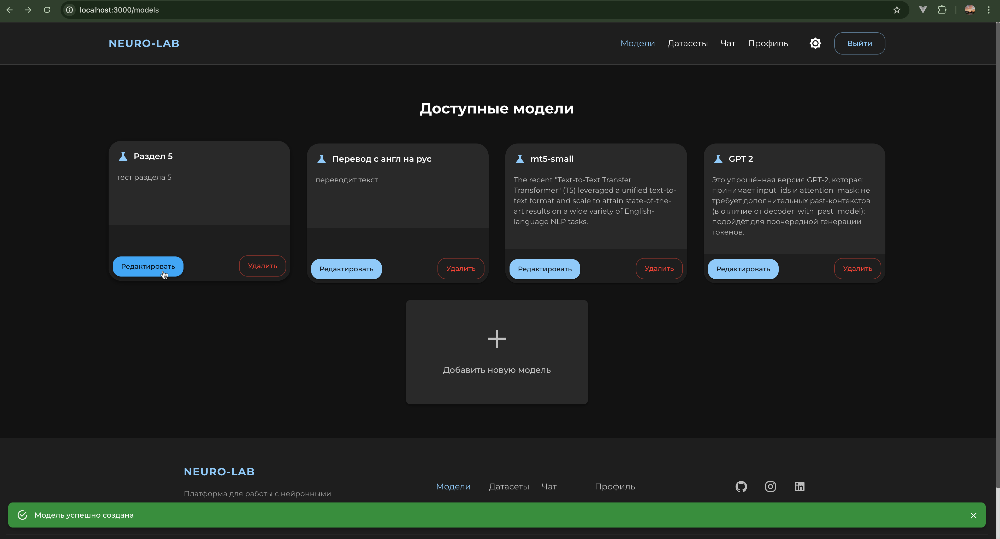 localhost:3000/models
NEURO-LAB
Модели
Датасеты
Чат
Профиль
Выйти
Доступные модели
Раздел 5
тест раздела 5
Редактировать
Удалить
Перевод с англ на рус
переводит текст
Редактировать
Удалить
mt5-small
The recent "Text-to-Text Transfer
Transformer" (T5) leveraged a unified text-to-
text format and scale to attain state-of-the-
art results on a wide variety of English-
language NLP tasks.
Редактировать
Удалить
GPT 2
Это упрощённая версия GPT-2, которая:
принимает input_ids и attention_mask; не
требует дополнительных past-контекстов
(в отличие от decoder_with_past_model);
подойдёт для поочередной генерации
токенов.
Редактировать
Удалить
Добавить новую модель
NEURO-LAB
Платформа для работы с нейронными
Модели
Датасеты
Чат
Профиль
Модель успешно создана